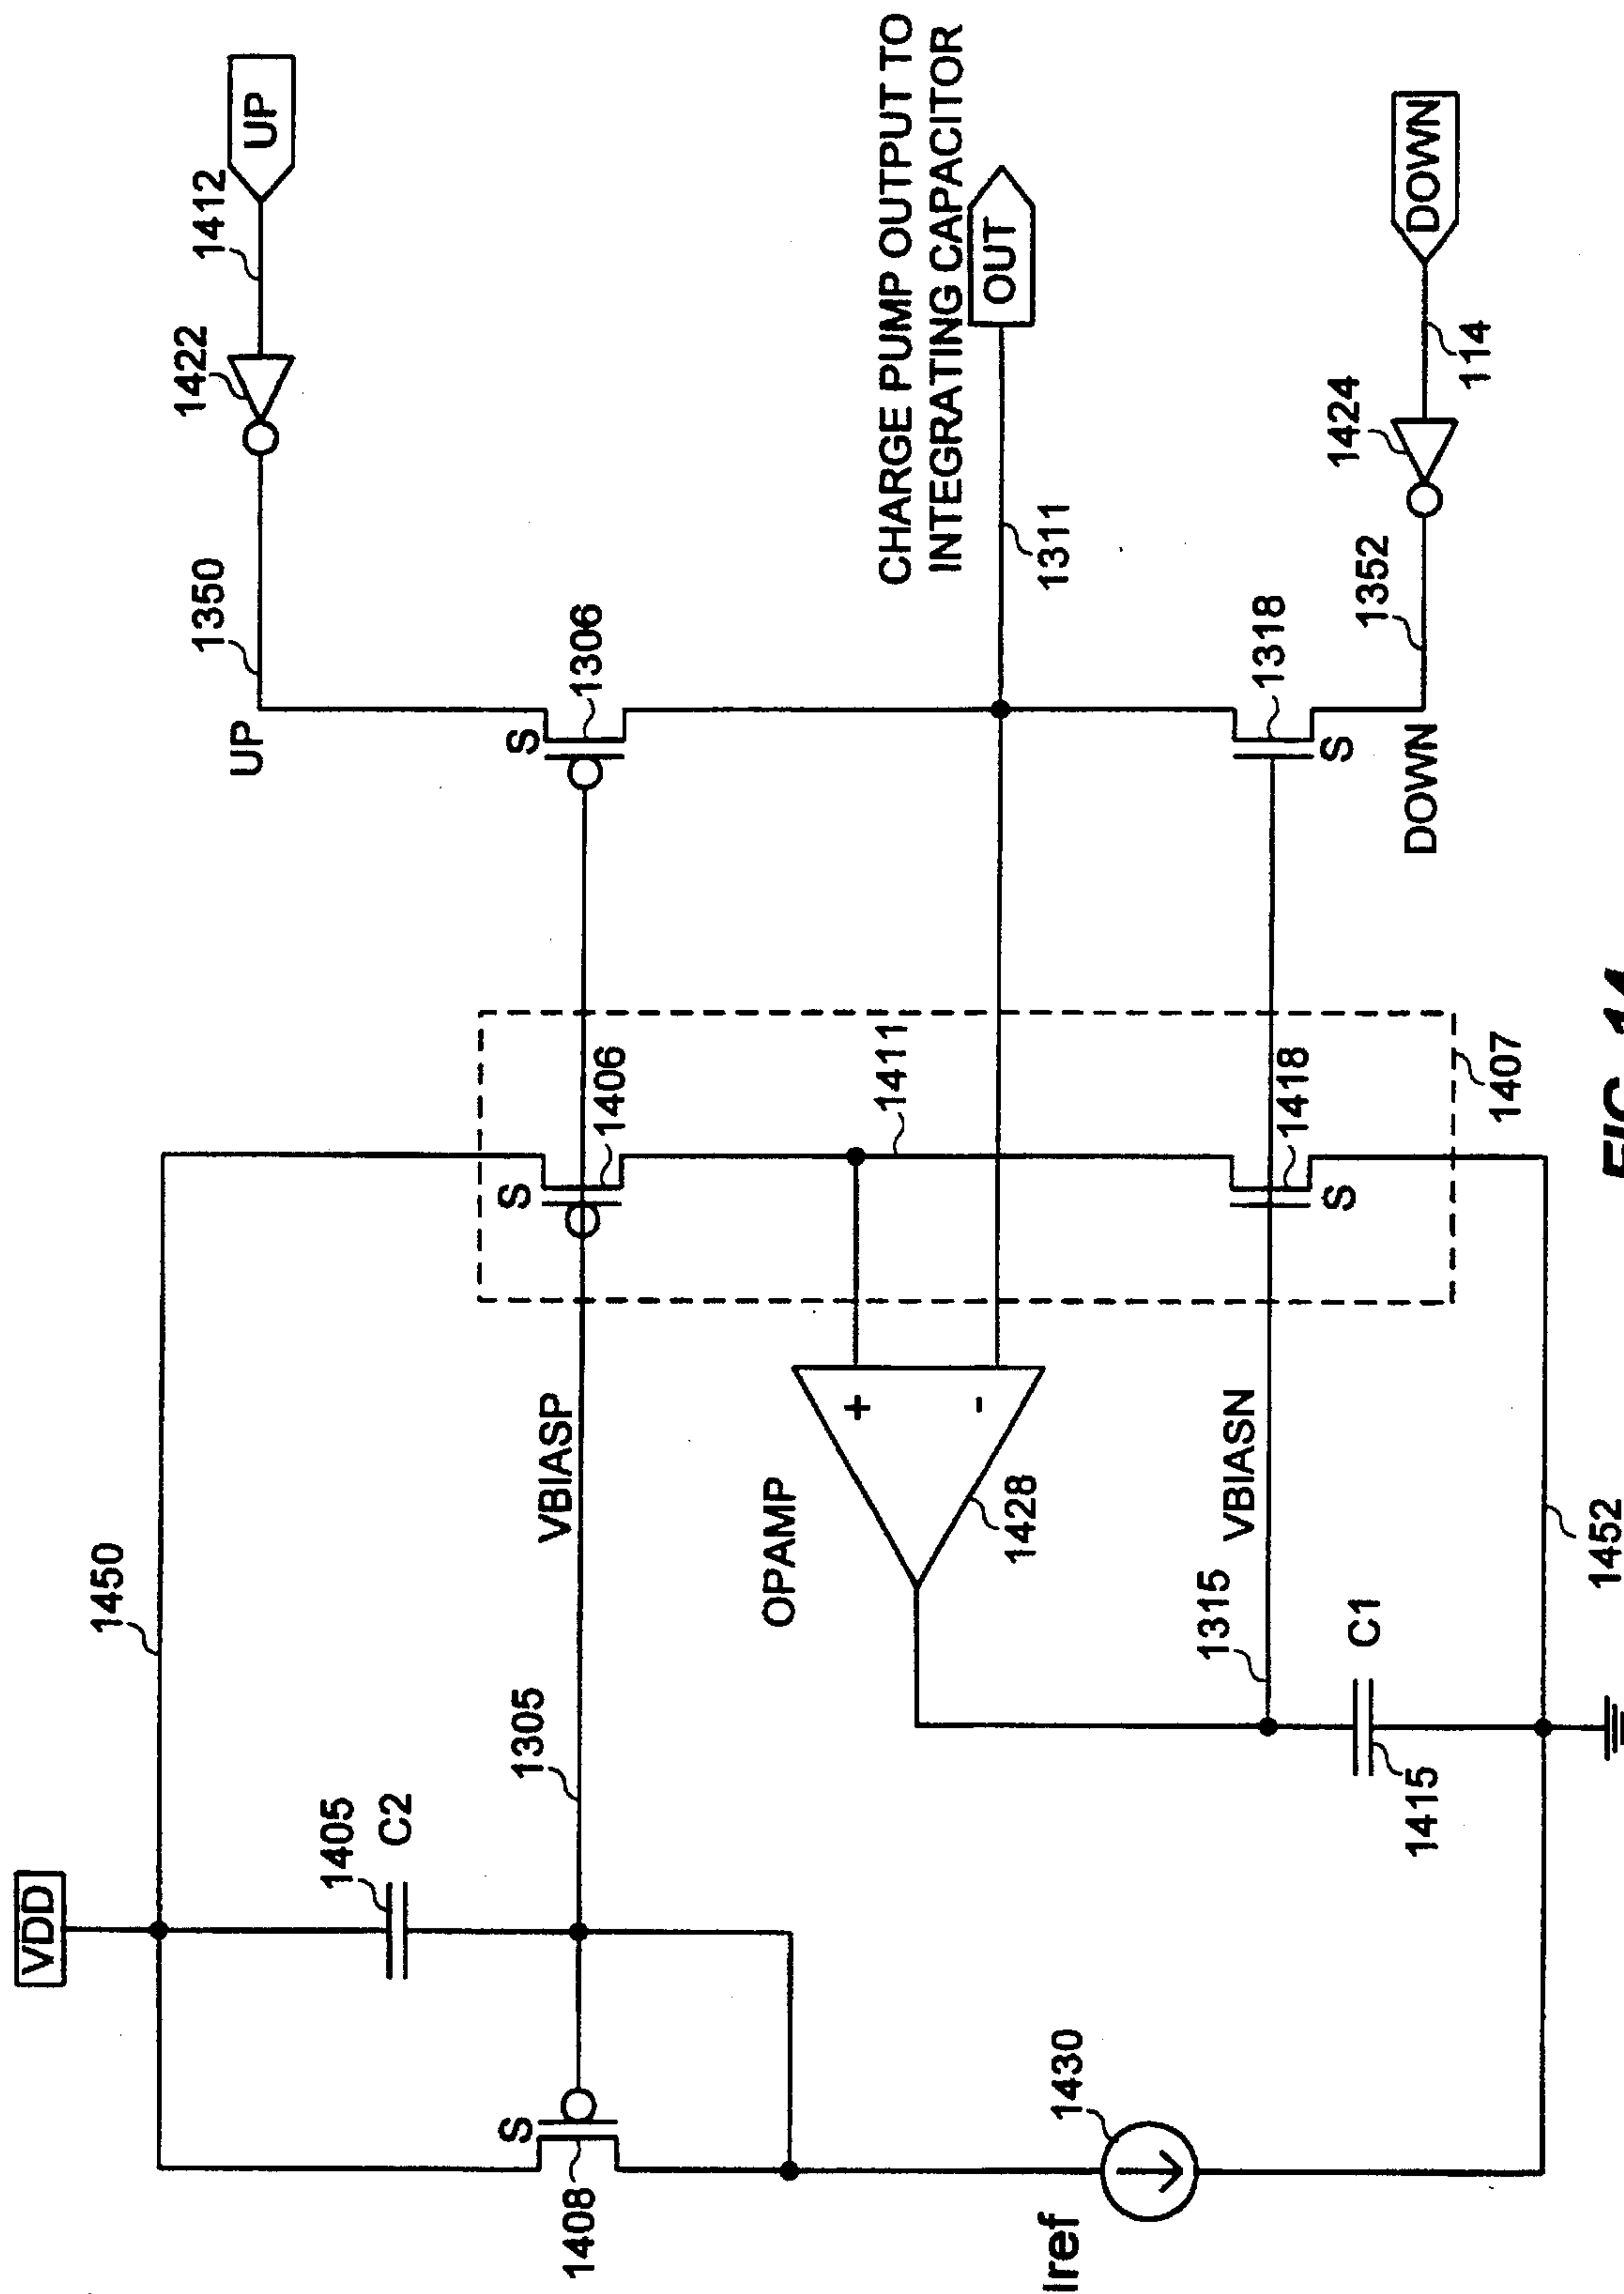 VDD
1450
1350
1422
1412
UP
UP
1405
C2
S
S
S
1305
VBIASP
1408
1406
1306
OPAMP
+
1411
CHARGE PUMP OUTPUT TO
INTEGRATING CAPACITOR
-
OUT
1428
1311
Iref
1430
1315
VBIASN
1418
1318
S
S
C1
1424
1352
1415
DOWN
DOWN
114
1407
1452
FIG. 14